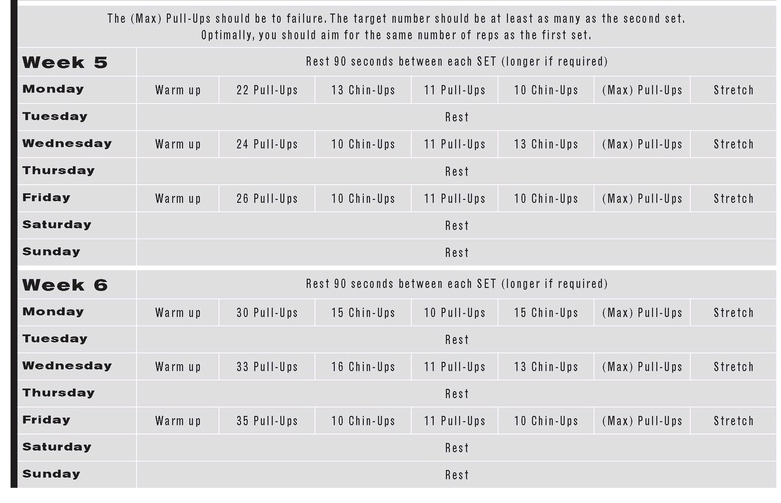 The (Max) Pull-Ups should be to failure. The target number should be at least as many as the second set.
Optimally, you should aim for the same number of reps as the first set.
Week 5 Rest 90 seconds between each SET (longer if required)
Monday Warm up 22 Pull-Ups 13 Chin-Ups 11 Pull-Ups 10 Chin-Ups (Max) Pull-Ups Stretch
Tuesday Rest
Wednesday Warm up 24 Pull-Ups 10 Chin-Ups 11 Pull-Ups 13 Chin-Ups (Max) Pull-Ups Stretch
Thursday Rest
Friday Warm up 26 Pull-Ups 10 Chin-Ups 11 Pull-Ups 10 Chin-Ups (Max) Pull-Ups Stretch
Saturday Rest
Sunday Rest
Week 6 Rest 90 seconds between each SET (longer if required)
Monday Warm up 30 Pull-Ups 15 Chin-Ups 10 Pull-Ups 15 Chin-Ups (Max) Pull-Ups Stretch
Tuesday Rest
Wednesday Warm up 33 Pull-Ups 16 Chin-Ups 11 Pull-Ups 13 Chin-Ups (Max) Pull-Ups Stretch
Thursday Rest
Friday Warm up 35 Pull-Ups 10 Chin-Ups 11 Pull-Ups 10 Chin-Ups (Max) Pull-Ups Stretch
Saturday Rest
Sunday Rest